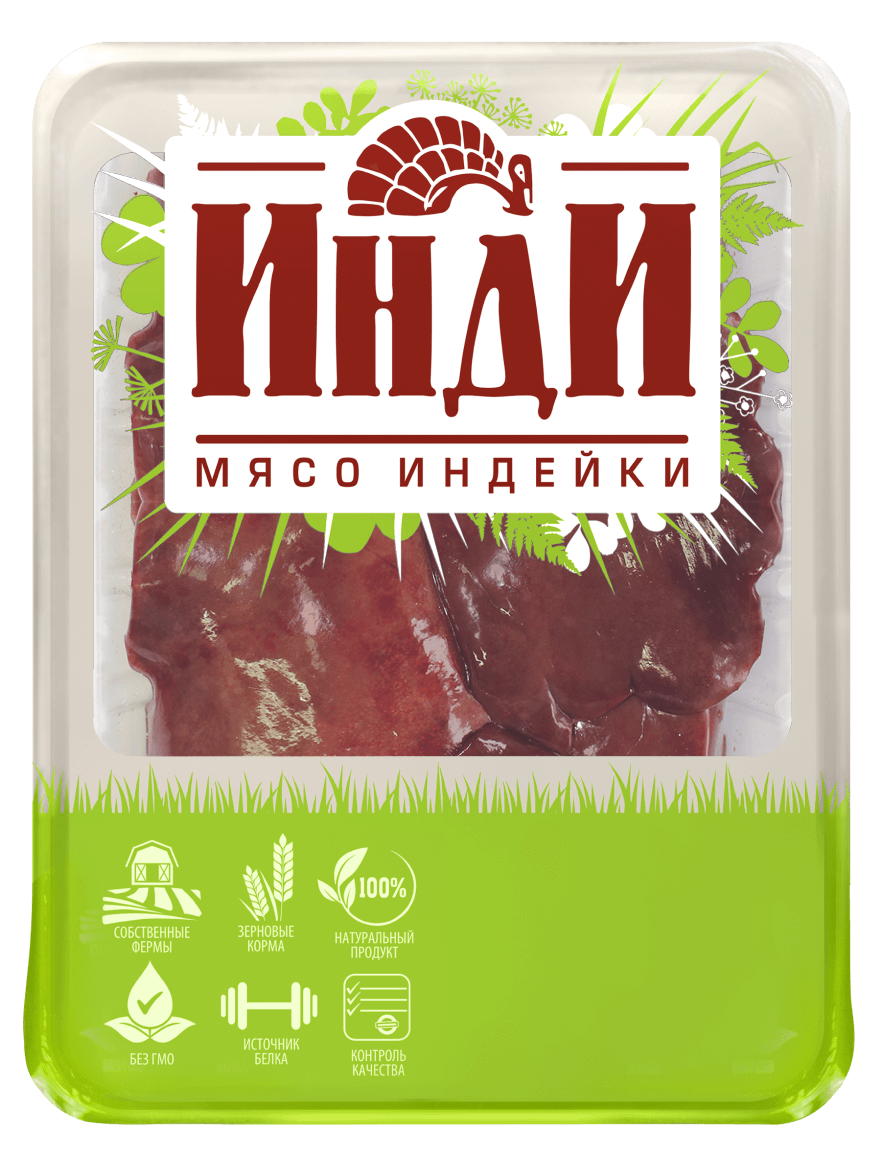 ИНДИ
МЯСО ИНДЕЙКИ
СОБСТВЕННЫЕ
ФЕРМЫ
ЗЕРНОВЫЕ
КОРМА
100%
НАТУРАЛЬНЫЙ
ПРОДУКТ
БЕЗ ГМО
ИСТОЧНИК
БЕЛКА
КОНТРОЛЬ
КАЧЕСТВА